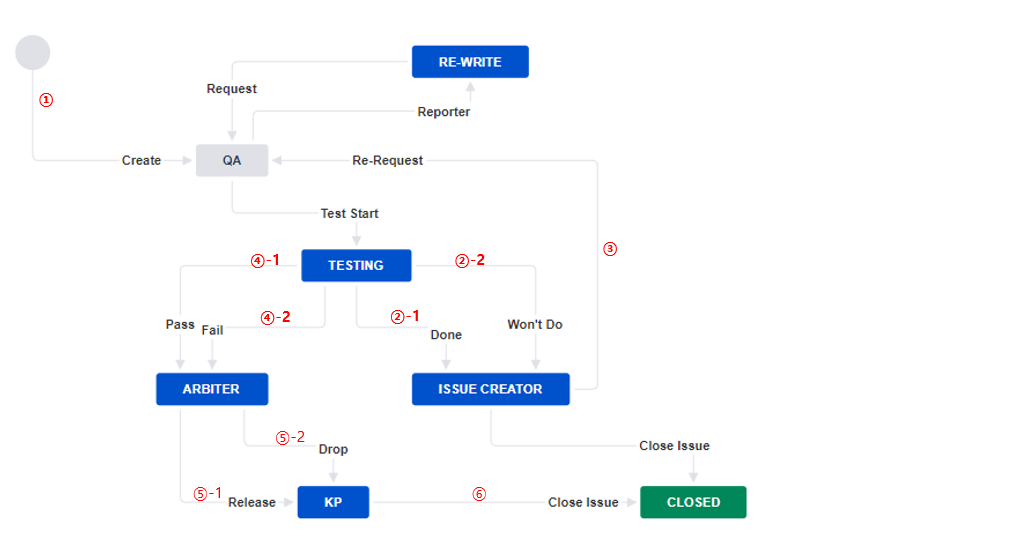 RE-WRITE
Request
①
Reporter
Create
QA
Re-Request
Test Start
③
④-1
TESTING
②-2
④-2
②-1
Pass
Fail
Done
Won't Do
ARBITER
ISSUE CREATOR
⑤-2
Drop
Close Issue
⑤-1
Release
KP
⑥
Close Issue
CLOSED